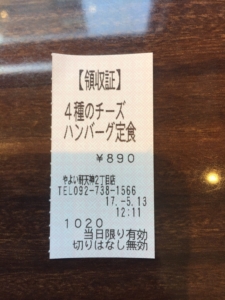 【領収証】
4種のチーズ
ハンバーグ定食
¥890
やよい軒天神2丁目店
TEL092-738-1566
17.-5.13
12:11
1020
当日限り有効
切りはなし無効